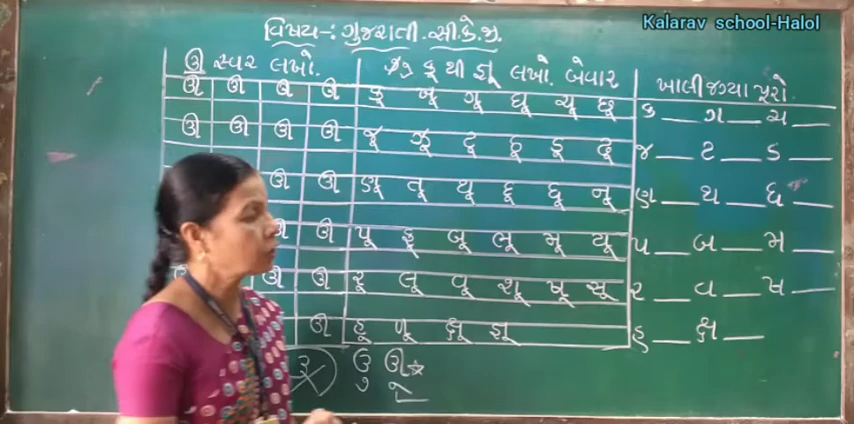 Kalarav school-Halol
વિષય-: ગુજરાતી. સી.કે.જી.
ઊ સ્વર લખો. કૂ થી જ્ઞૂ લખો. બેવાર ખાલી જગ્યા પૂરો.
ઊ ઊ ઊ ઊ કૂ ખૂ ગૂ ઘૂ ચૂ છૂ ક __ ગ __ ચ __
ઊ ઊ ઊ ઊ જૂ ઝૂ ટૂ ઠૂ ડૂ ઢૂ જ __ ટ __ ડ __
ઊ ઊ ણૂ તૂ થૂ દૂ ધૂ નૂ ણ __ થ __ ધ __
ઊ ઊ પૂ ફૂ બૂ ભૂ મૂ યૂ પ __ બ __ મ __
ઊ ઊ રૂ લૂ વૂ શૂ ષૂ સૂ ર __ વ __ ષ __
ઊ હૂ ળૂ ક્ષૂ જ્ઞૂ હ __ ક્ષ __
ઉ ઊ